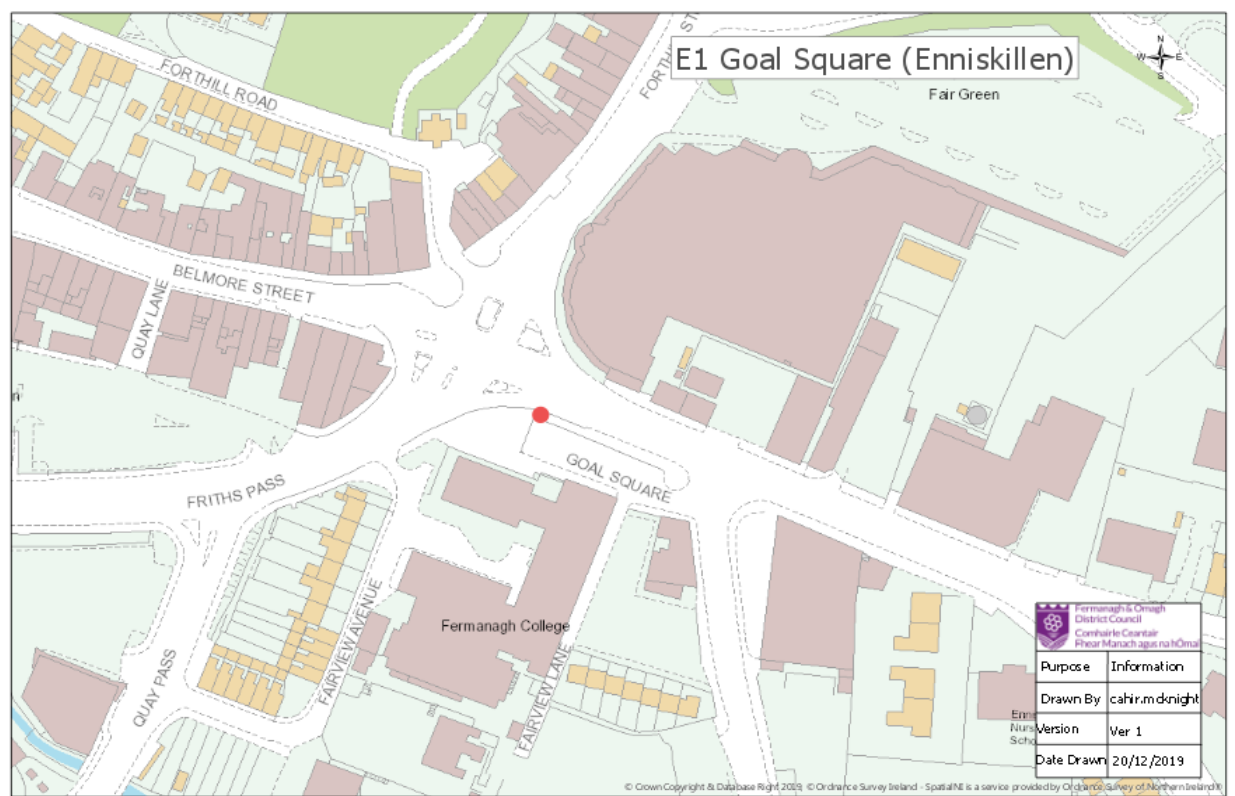 E1 Goal Square (Enniskillen)
N
W E
S
Fair Green
FORTHILL ROAD
BELMORE STREET
QUAY LANE
FRITHS PASS
GOAL SQUARE
Fermanagh College
FAIRVIEW AVENUE
FAIRVIEW LANE
QUAY PASS
Fermanagh & Omagh
District Council
Comhairle Ceantair
Fhear Manach agus na hÓmaí
Purpose Information
Drawn By cahir.mcknight
Version Ver 1
Date Drawn 20/12/2019
© Crown Copyright & Database Right 2019, © Ordnance Survey Ireland - SpatialNI is a service provided by Ordnance Survey of Northern Ireland®